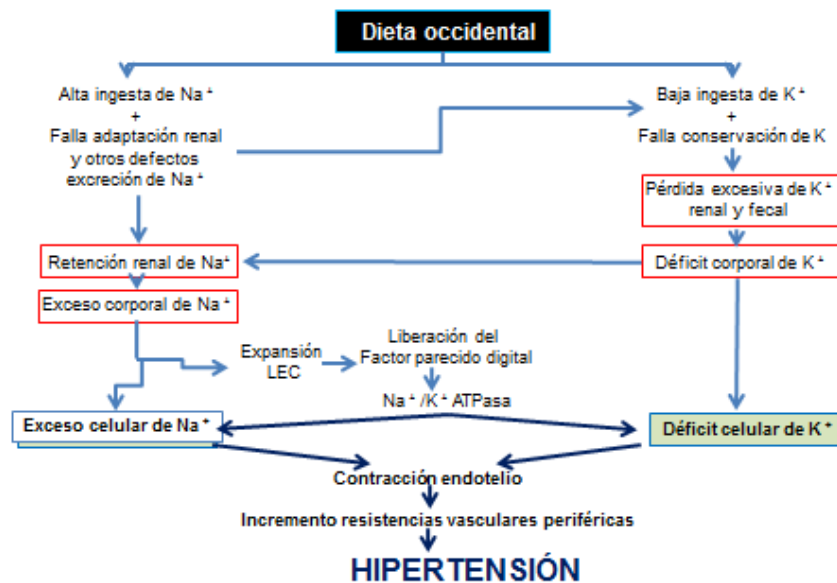 Dieta occidental
Alta ingesta de Na⁺
+
Falla adaptación renal
y otros defectos
excreción de Na⁺
Baja ingesta de K⁺
+
Falla conservación de K
Pérdida excesiva de K⁺
renal y fecal
Retención renal de Na⁺
Déficit corporal de K⁺
Exceso corporal de Na⁺
Expansión
LEC
Liberación del
Factor parecido digital
Na⁺ /K⁺ ATPasa
Exceso celular de Na⁺
Déficit celular de K⁺
Contracción endotelio
Incremento resistencias vasculares periféricas
HIPERTENSIÓN